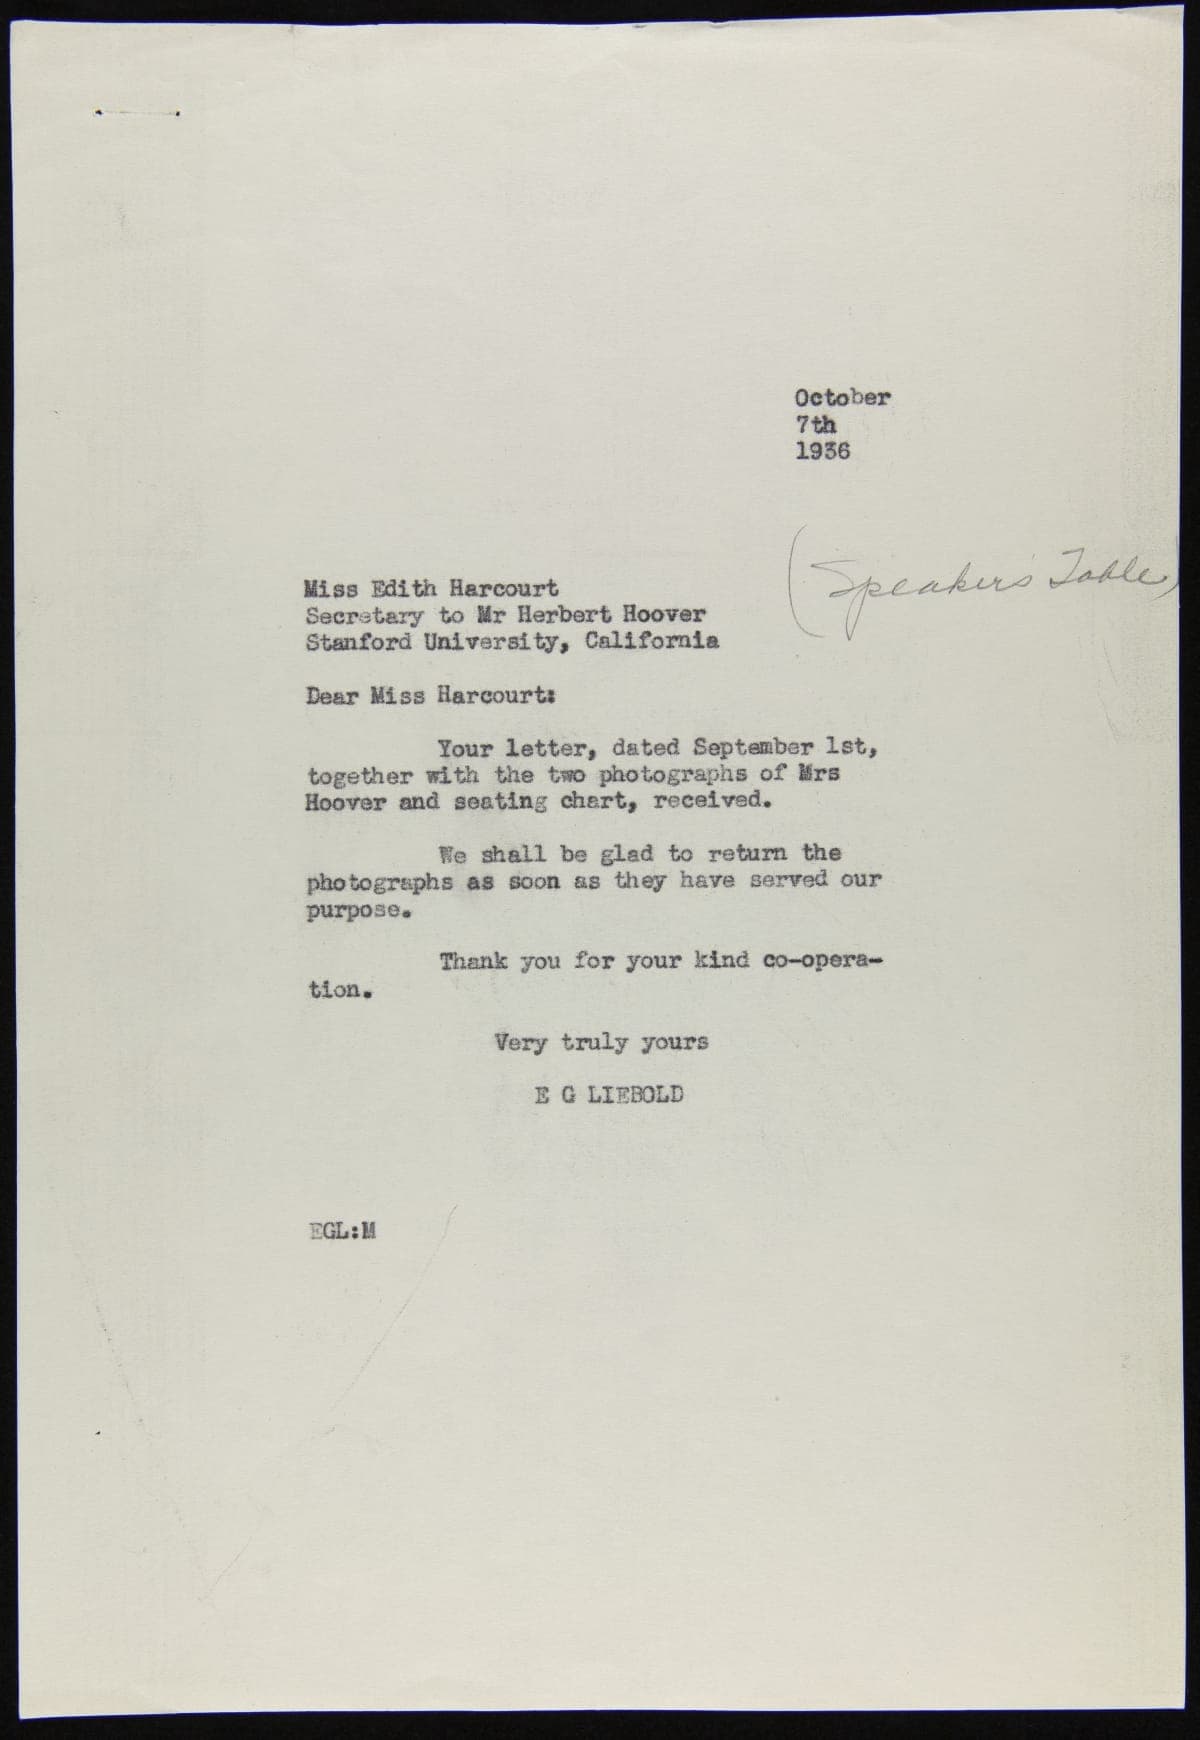 October
7th
1936
(Speakers' Table)
Miss Edith Harcourt
Secretary to Mr Herbert Hoover
Stanford University, California
Dear Miss Harcourt:
Your letter, dated September 1st,
together with the two photographs of Mrs
Hoover and seating chart, received.
We shall be glad to return the
photographs as soon as they have served our
purpose.
Thank you for your kind co-opera-
tion.
Very truly yours
E G LIEBOLD
EGL:M